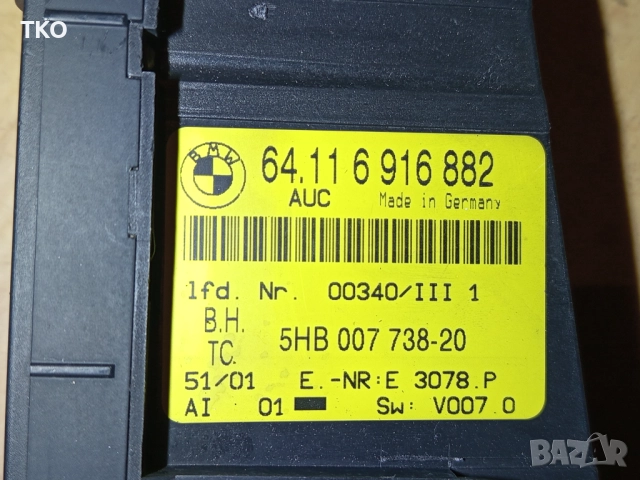 TKO
BMW
64.11 6 916 882
AUC Made in Germany
lfd. Nr. 00340/III 1
B.H.
TC. 5HB 007 738-20
51/01 E.-NR:E 3078.P
AI 01 Sw: V007.0
BAZAR